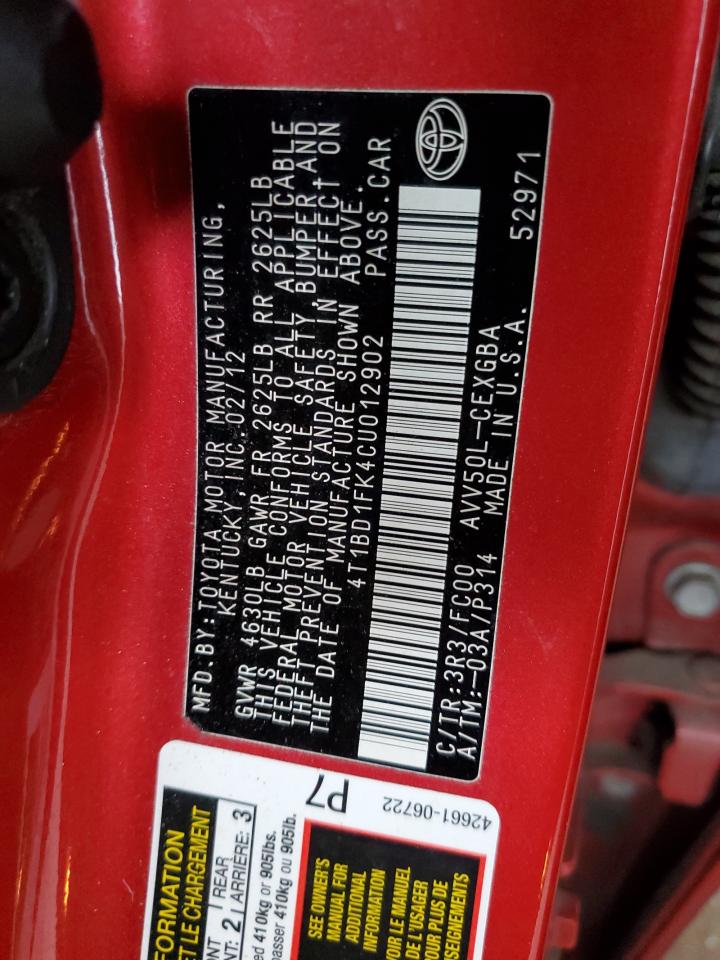 MFD.BY:TOYOTA MOTOR MANUFACTURING,
KENTUCKY, INC. 02/12
GVWR 4630LB GAWR FR 2625LB RR 2625LB
THIS VEHICLE CONFORMS TO ALL APPLICABLE
FEDERAL MOTOR VEHICLE SAFETY, BUMPER, AND
THEFT PREVENTION STANDARDS IN EFFECT ON
THE DATE OF MANUFACTURE SHOWN ABOVE.
4T1BD1FK4CU012902 PASS.CAR
C/TR:3R3/FC00 AVV50L-CEXGBA 52971
A/TM:-03A/P314 MADE IN U.S.A.
P7
42661-06722
ET LE CHARGEMENT
2 REAR
ARRIÈRE: 3
410kg or 905lbs.
410kg ou 905lb.
SEE OWNER'S
MANUAL FOR
ADDITIONAL
INFORMATION
LE MANUEL
DE L'USAGER
POUR PLUS DE